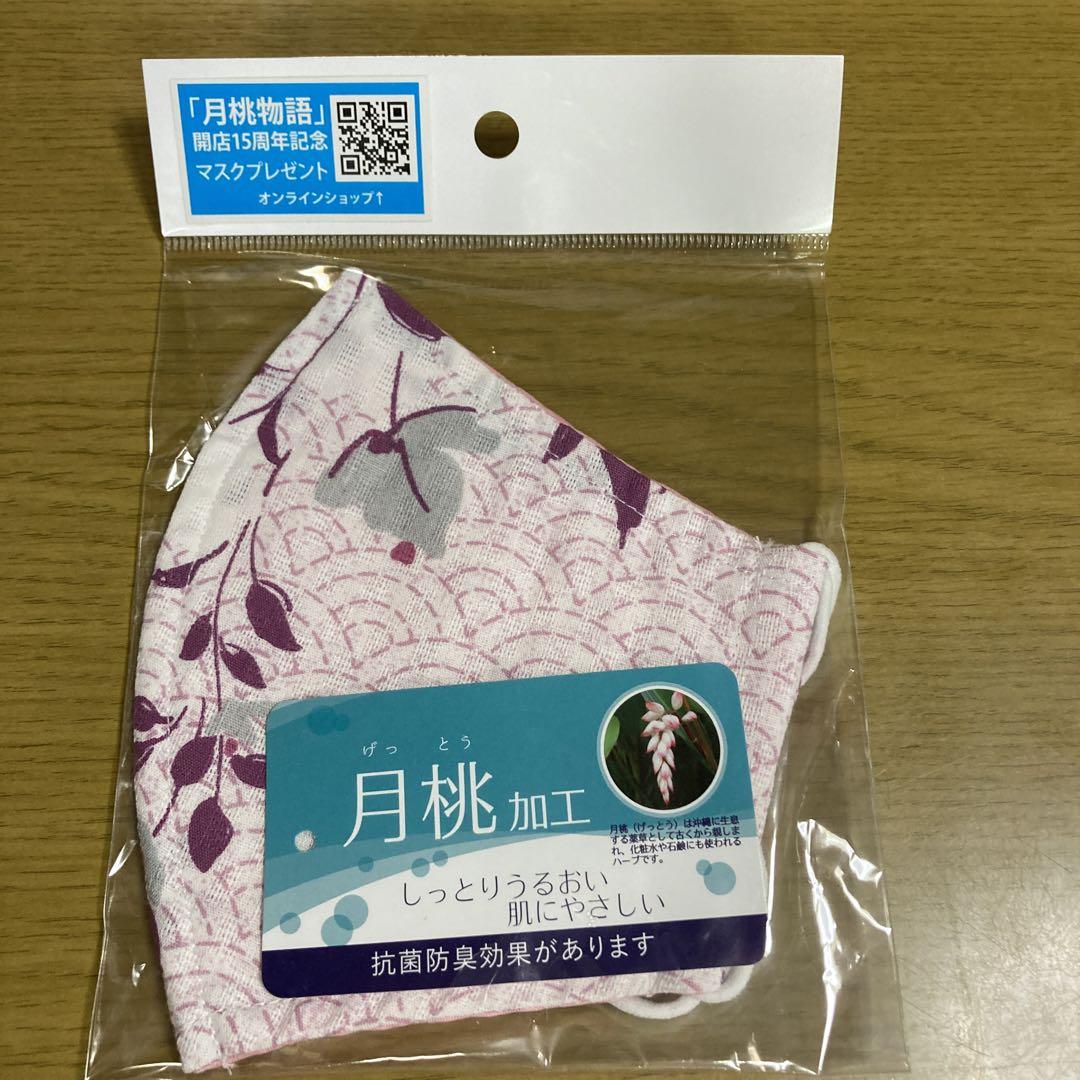 「月桃物語」
開店15周年記念
マスクプレゼント
オンラインショップ↑
げっとう
月桃加工
月桃（げっとう）は沖縄に生息
する薬草として古くから親しま
れ、化粧水や石鹸にも使われる
ハーブです。
しっとりうるおい
肌にやさしい
抗菌防臭効果があります